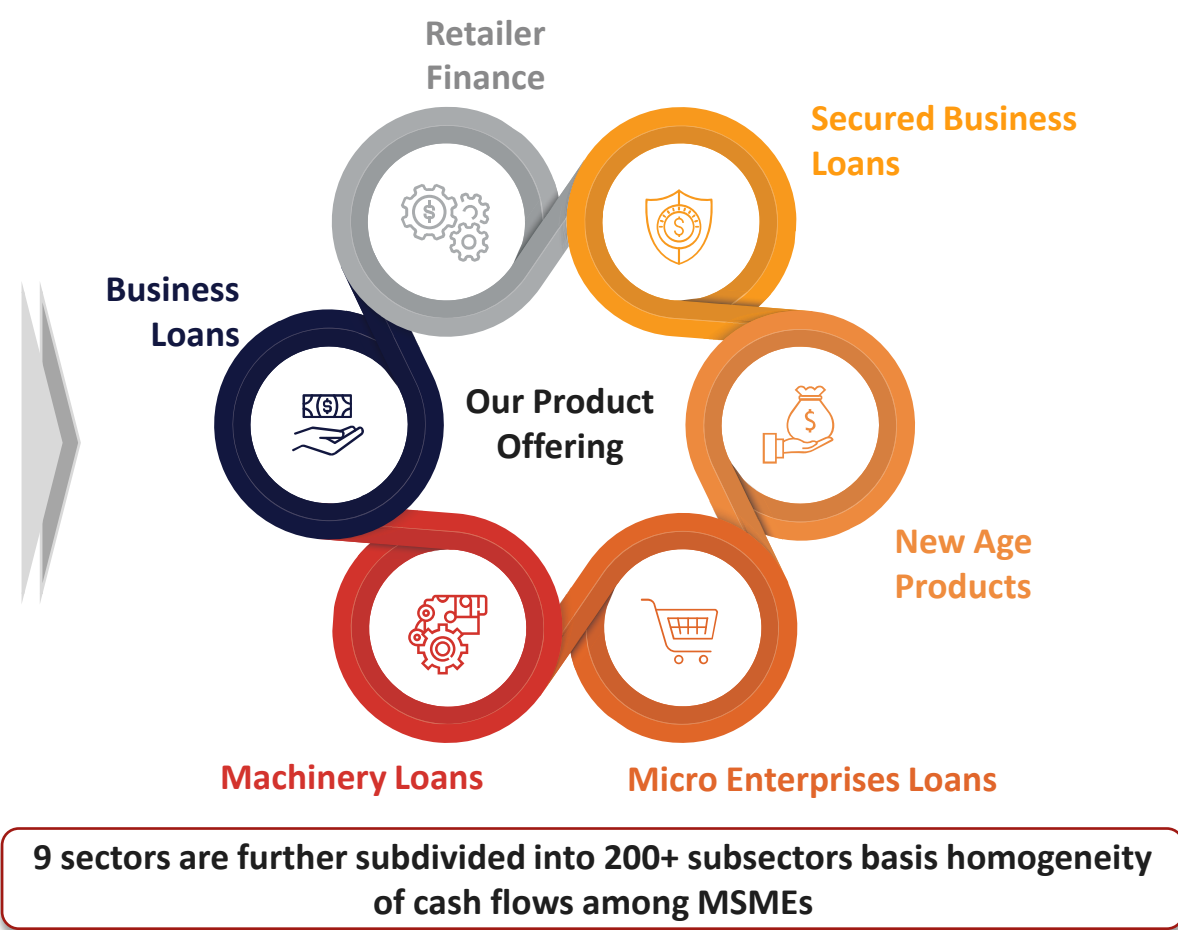 Retailer
Finance
Secured Business
Loans
Business
Loans
Our Product
Offering
New Age
Products
Machinery Loans
Micro Enterprises Loans
9 sectors are further subdivided into 200+ subsectors basis homogeneity
of cash flows among MSMEs